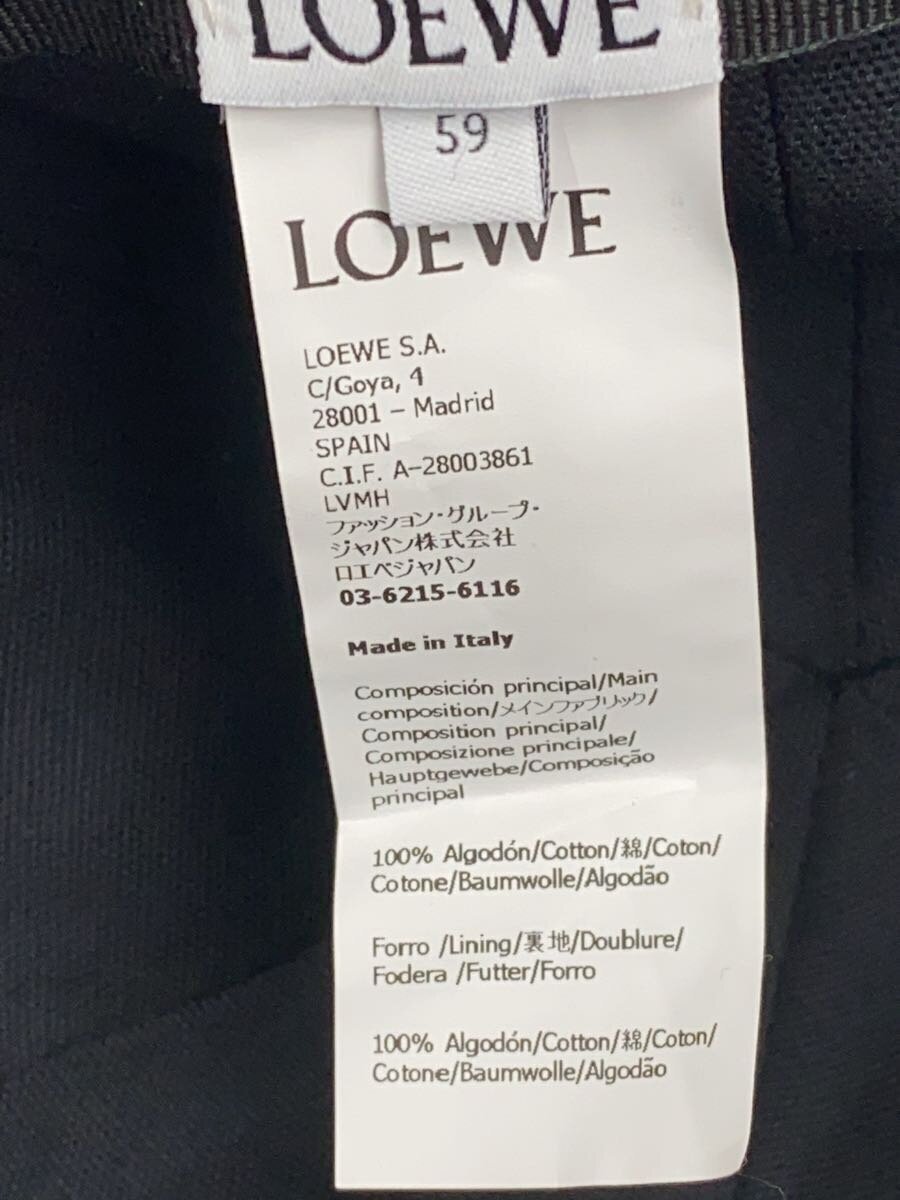 LOEWE
59
LOEWE
LOEWE S.A.
C/Goya, 4
28001 – Madrid
SPAIN
C.I.F. A-28003861
LVMH
ファッション・グループ・
ジャパン株式会社
ロエベジャパン
03-6215-6116
Made in Italy
Composición principal/Main
composition/メインファブリック/
Composition principal/
Composizione principale/
Hauptgewebe/Composição
principal
100% Algodón/Cotton/綿/Coton/
Cotone/Baumwolle/Algodão
Forro /Lining/裏地/Doublure/
Fodera /Futter/Forro
100% Algodón/Cotton/綿/Coton/
Cotone/Baumwolle/Algodão